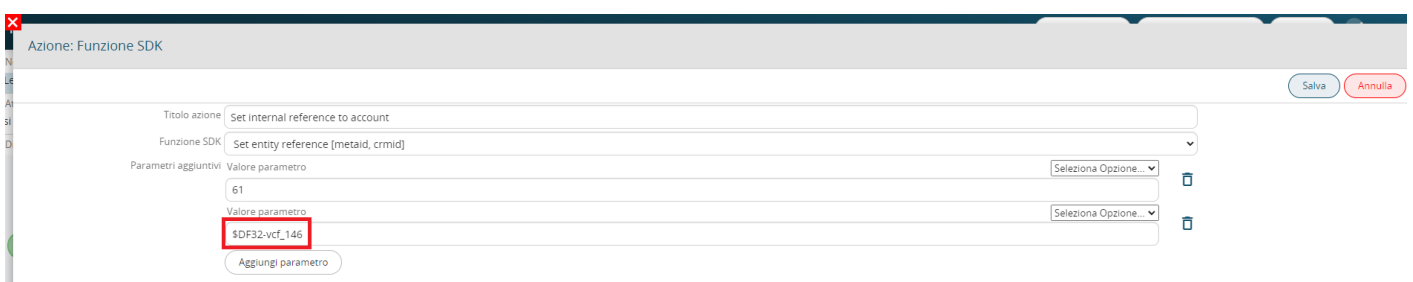 Azione: Funzione SDK
Salva Annulla
Titolo azione Set internal reference to account
Funzione SDK Set entity reference [metaid, crmid]
Parametri aggiuntivi Valore parametro Seleziona Opzione...
61
Valore parametro Seleziona Opzione...
$DF32-vcf_146
Aggiungi parametro